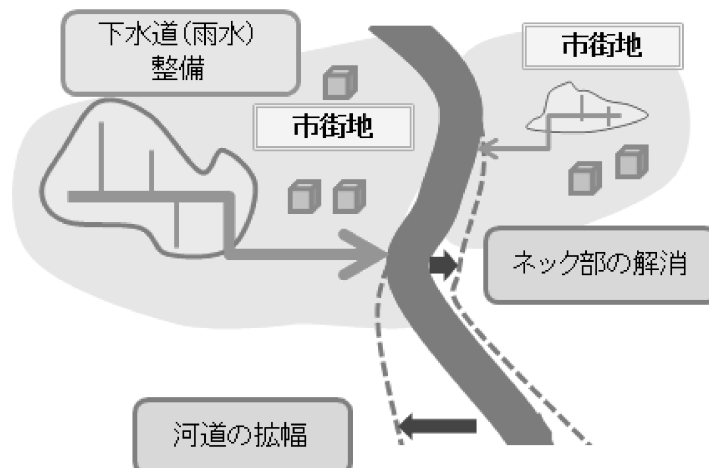 下水道(雨水)
整備
市街地
市街地
ネック部の解消
河道の拡幅